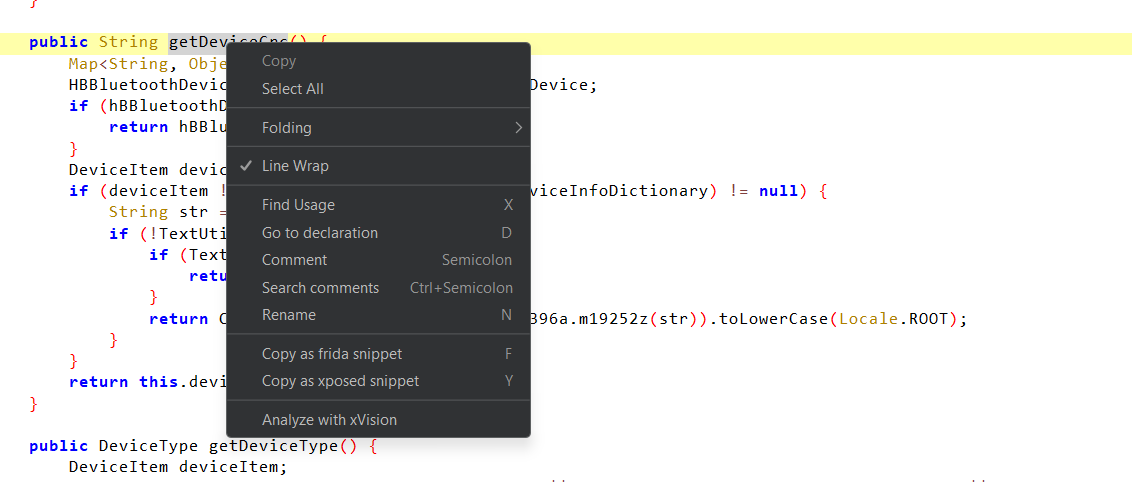 }
public String getDeviceCnc() {
Map<String, Obje
HBBluetoothDevic Device;
if (hBBluetoothD
return hBBlu
}
DeviceItem devic
if (deviceItem ! viceInfoDictionary) != null) {
String str =
if (!TextUti
if (Text
retu
}
return C 396a.m19252z(str)).toLowerCase(Locale.ROOT);
}
}
return this.devi
}
public DeviceType getDeviceType() {
DeviceItem deviceItem;
Copy
Select All
Folding
Line Wrap
Find Usage X
Go to declaration D
Comment Semicolon
Search comments Ctrl+Semicolon
Rename N
Copy as frida snippet F
Copy as xposed snippet Y
Analyze with xVision